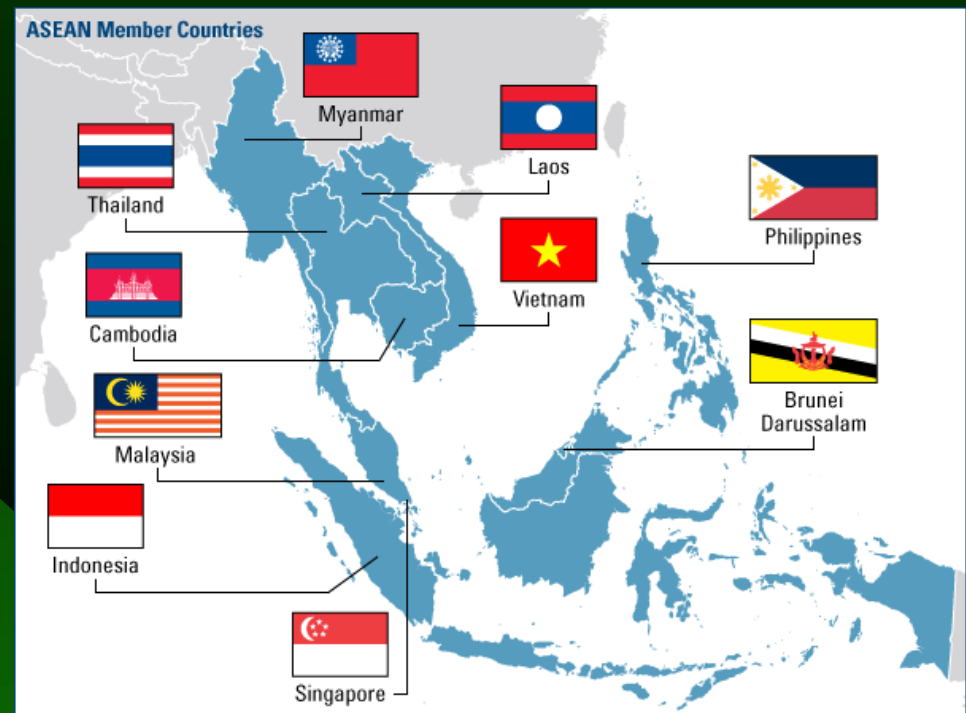 ASEAN Member Countries
Myanmar
Laos
Thailand
Philippines
Vietnam
Cambodia
Brunei
Darussalam
Malaysia
Indonesia
Singapore